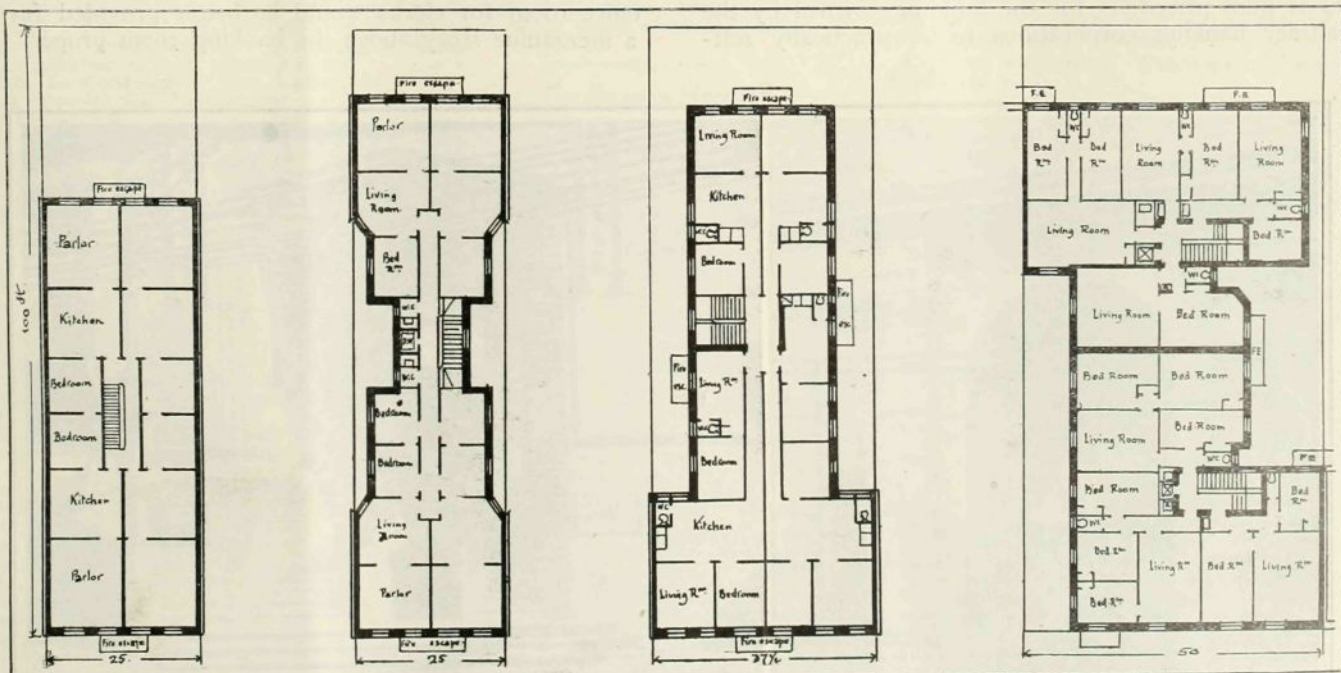 100 ft.
Fire escape
Parlor
Kitchen
Bedroom
Bedroom
Kitchen
Parlor
Fire escape
25.
Fire escape
Parlor
Living
Room
Bed
Rm
W.C.
W.C.
Bedroom
Bedroom
Living
Room
Parlor
Fire escape
25
Fire escape
Living Room
Kitchen
W.C.
Bedroom
Fire
esc.
Fire
esc.
Living Rm
W.C.
Bedroom
W.C.
Kitchen
Living Rm
Bedroom
Fire escape
37½
F.E.
F.E.
W.C.
W.C.
Bed
Rm
Bed
Rm
Living
Room
Bed
Rm
Living
Room
W.C.
Living Room
Bed Rm
W.C.
Living Room
Bed Room
F.E.
Bed Room
Bed Room
Living Room
Bed Room
W.C.
F.E.
Bed Room
Bed
Rm
W.C.
Bed Rm
Living Rm
Bed Rm
Living Rm
Bed Rm
50